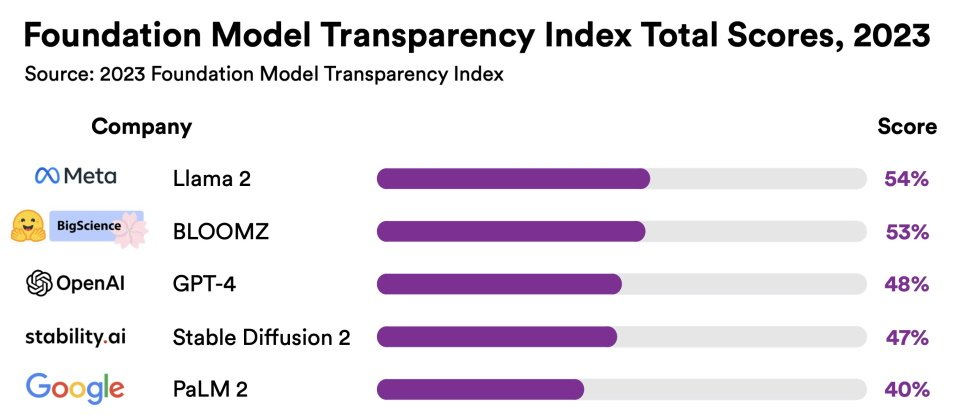 Foundation Model Transparency Index Total Scores, 2023
Source: 2023 Foundation Model Transparency Index
Company Score
Meta Llama 2 54%
BigScience BLOOMZ 53%
OpenAI GPT-4 48%
stability.ai Stable Diffusion 2 47%
Google PaLM 2 40%